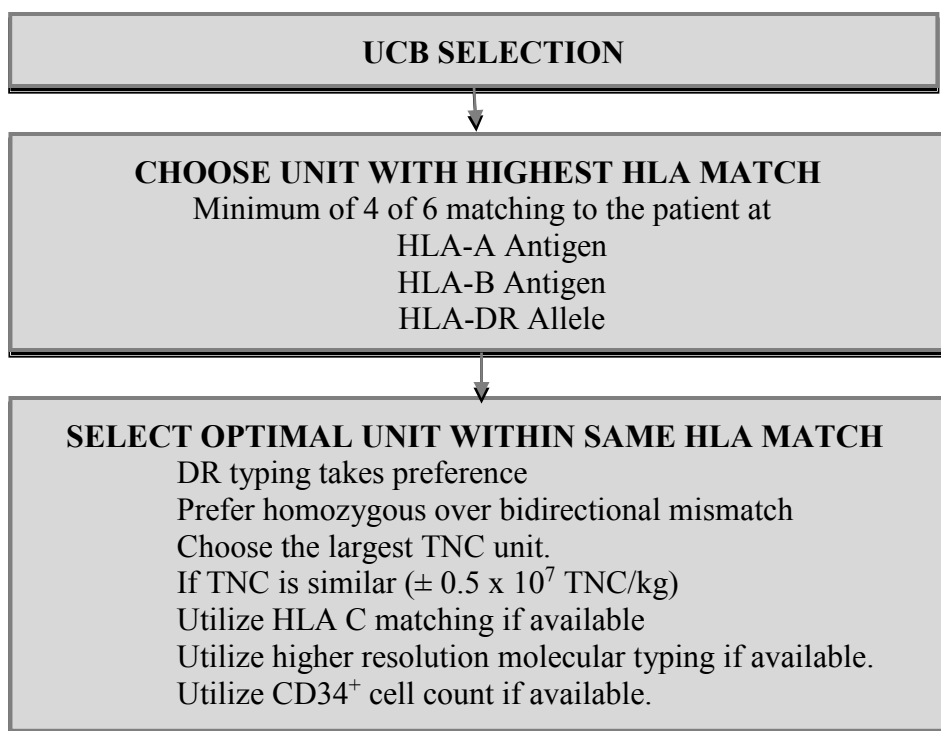 UCB SELECTION
CHOOSE UNIT WITH HIGHEST HLA MATCH
Minimum of 4 of 6 matching to the patient at
HLA-A Antigen
HLA-B Antigen
HLA-DR Allele
SELECT OPTIMAL UNIT WITHIN SAME HLA MATCH
DR typing takes preference
Prefer homozygous over bidirectional mismatch
Choose the largest TNC unit.
If TNC is similar (± 0.5 x 10⁷ TNC/kg)
Utilize HLA C matching if available
Utilize higher resolution molecular typing if available.
Utilize CD34⁺ cell count if available.